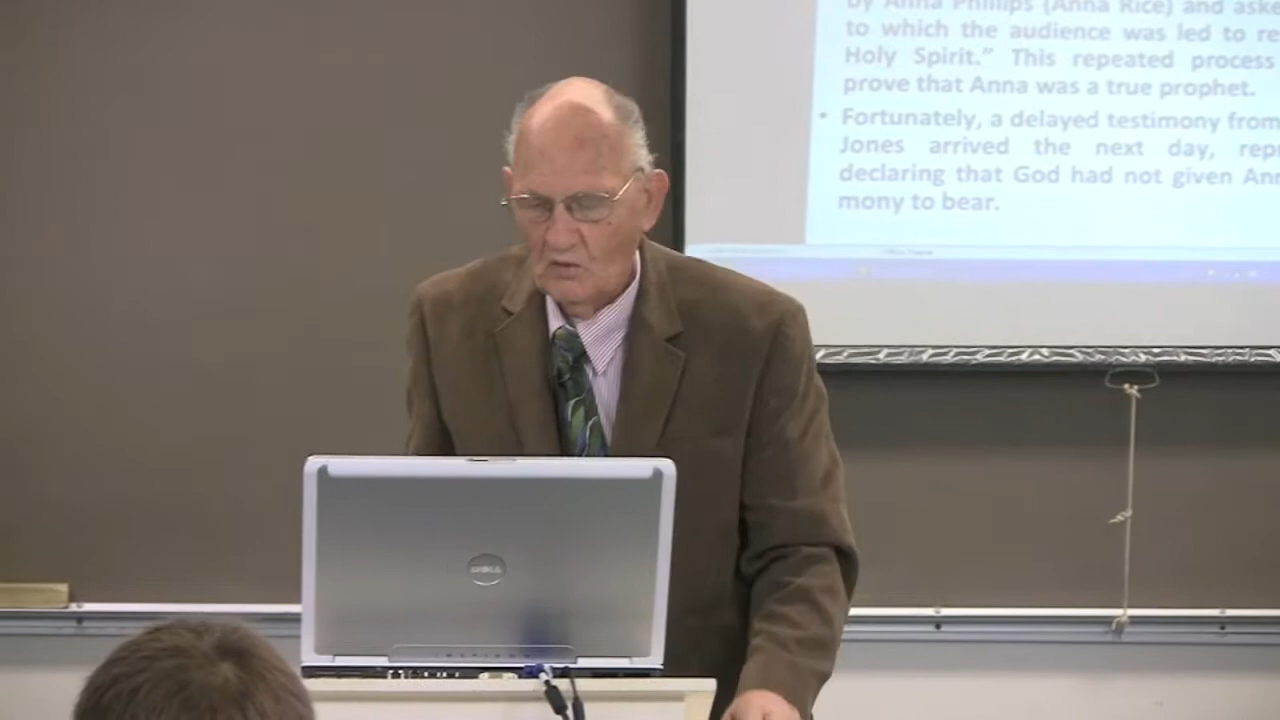 by Anna Phillips (Anna Rice) and aske
to which the audience was led to re
Holy Spirit.” This repeated process
prove that Anna was a true prophet.
• Fortunately, a delayed testimony from
Jones arrived the next day, repr
declaring that God had not given Ann
mony to bear.
DELL